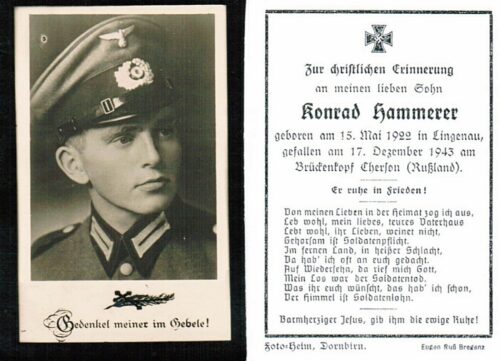 Gedenket meiner im Gebete!
Zur christlichen Erinnerung
an meinen lieben Sohn
Konrad Hammerer
geboren am 15. Mai 1922 in Lingenau,
gefallen am 17. Dezember 1943 am
Brückenkopf Cherson (Rußland).
Er ruhe in Frieden!
Von meinen Lieben in der Heimat zog ich aus,
Leb wohl, mein liebes, teures Vaterhaus
Lebt wohl, ihr Lieben, weinet nicht,
Gehorsam ist Soldatenpflicht.
Im fernen Land, in heißer Schlacht,
Da hab' ich oft an euch gedacht.
Auf Wiedersehn, da rief mich Gott,
Mein Los war der Soldatentod.
Was ihr euch wünscht, das hab' ich schon,
Der Himmel ist Soldatenlohn.
Barmherziger Jesus, gib ihm die ewige Ruhe!
Foto-Heim, Dornbirn.
Eugen Ruß Bregenz